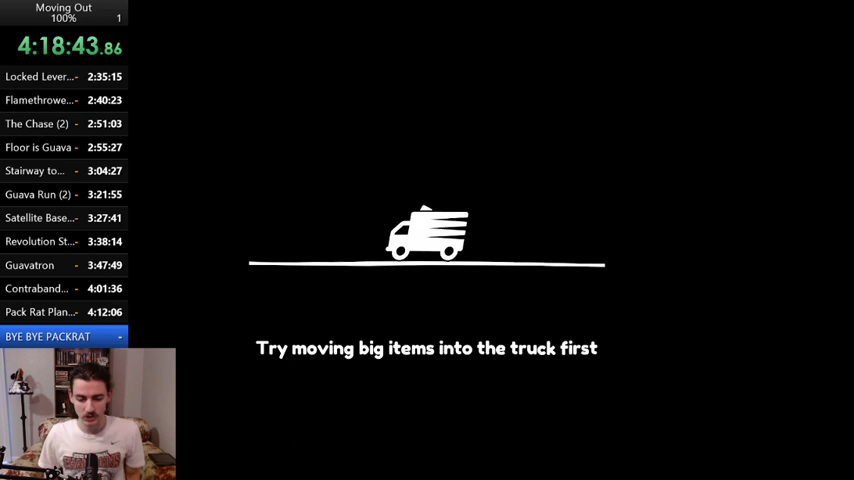 Moving Out
100% 1
4:18:43.86
Locked Lever...- 2:35:15
Flamethrowe...- 2:40:23
The Chase (2) - 2:51:03
Floor is Guava - 2:55:27
Stairway to... - 3:04:27
Guava Run (2) - 3:21:55
Satellite Base...- 3:27:41
Revolution St...- 3:38:14
Guavatron - 3:47:49
Contraband... - 4:01:36
Pack Rat Plan...- 4:12:06
BYE BYE PACKRAT -
Try moving big items into the truck first